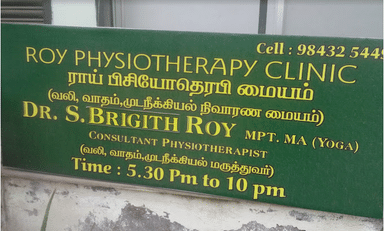 Cell : 98432 5449
ROY PHYSIOTHERAPY CLINIC
ராய் பிசியோதெரபி மையம்
(வலி, வாதம்,முடநீக்கியல் நிவாரண மையம்)
DR. S.BRIGITH ROY MPT. MA (YOGA)
CONSULTANT PHYSIOTHERAPIST
(வலி, வாதம்,முடநீக்கியல் மருத்துவர்)
Time : 5.30 Pm to 10 pm